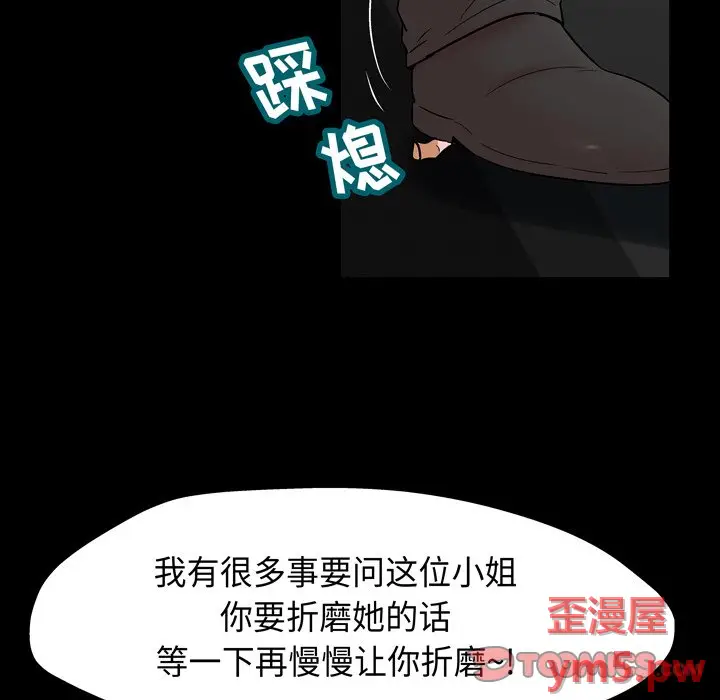 踩
熄
我有很多事要问这位小姐
你要折磨她的话
等一下再慢慢让你折磨~!
歪漫屋
TOOMICS
ym5.pw